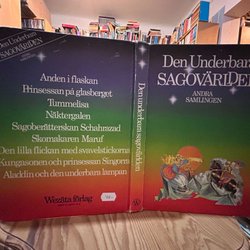 Den Underbara
SAGOVÄRLDEN
Anden i flaskan
Prinsessan på glasberget
Tummelisa
Näktergalen
Sagoberätterskan Schahrazad
Skomakaren Maruf
Den lilla flickan med svavelstickorna
Kungasonen och prinsessan Singorra
Aladdin och den underbara lampan
Wezäta förlag
Den underbara sagovärlden
Den Underbara
SAGOVÄRLDEN
ANDRA
SAMLINGEN